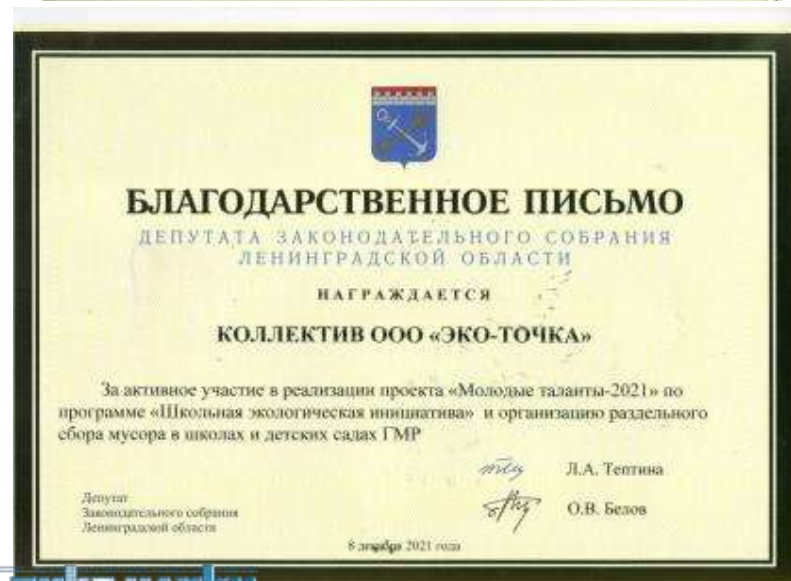 БЛАГОДАРСТВЕННОЕ ПИСЬМО
ДЕПУТАТА ЗАКОНОДАТЕЛЬНОГО СОБРАНИЯ
ЛЕНИНГРАДСКОЙ ОБЛАСТИ
НАГРАЖДАЕТСЯ
КОЛЛЕКТИВ ООО «ЭКО-ТОЧКА»
За активное участие в реализации проекта «Молодые таланты-2021» по
программе «Школьная экологическая инициатива» и организацию раздельного
сбора мусора в школах и детских садах ГМР
Л.А. Тептина
Депутат
Законодательного собрания
Ленинградской области
О.В. Белов
8 декабря 2021 года